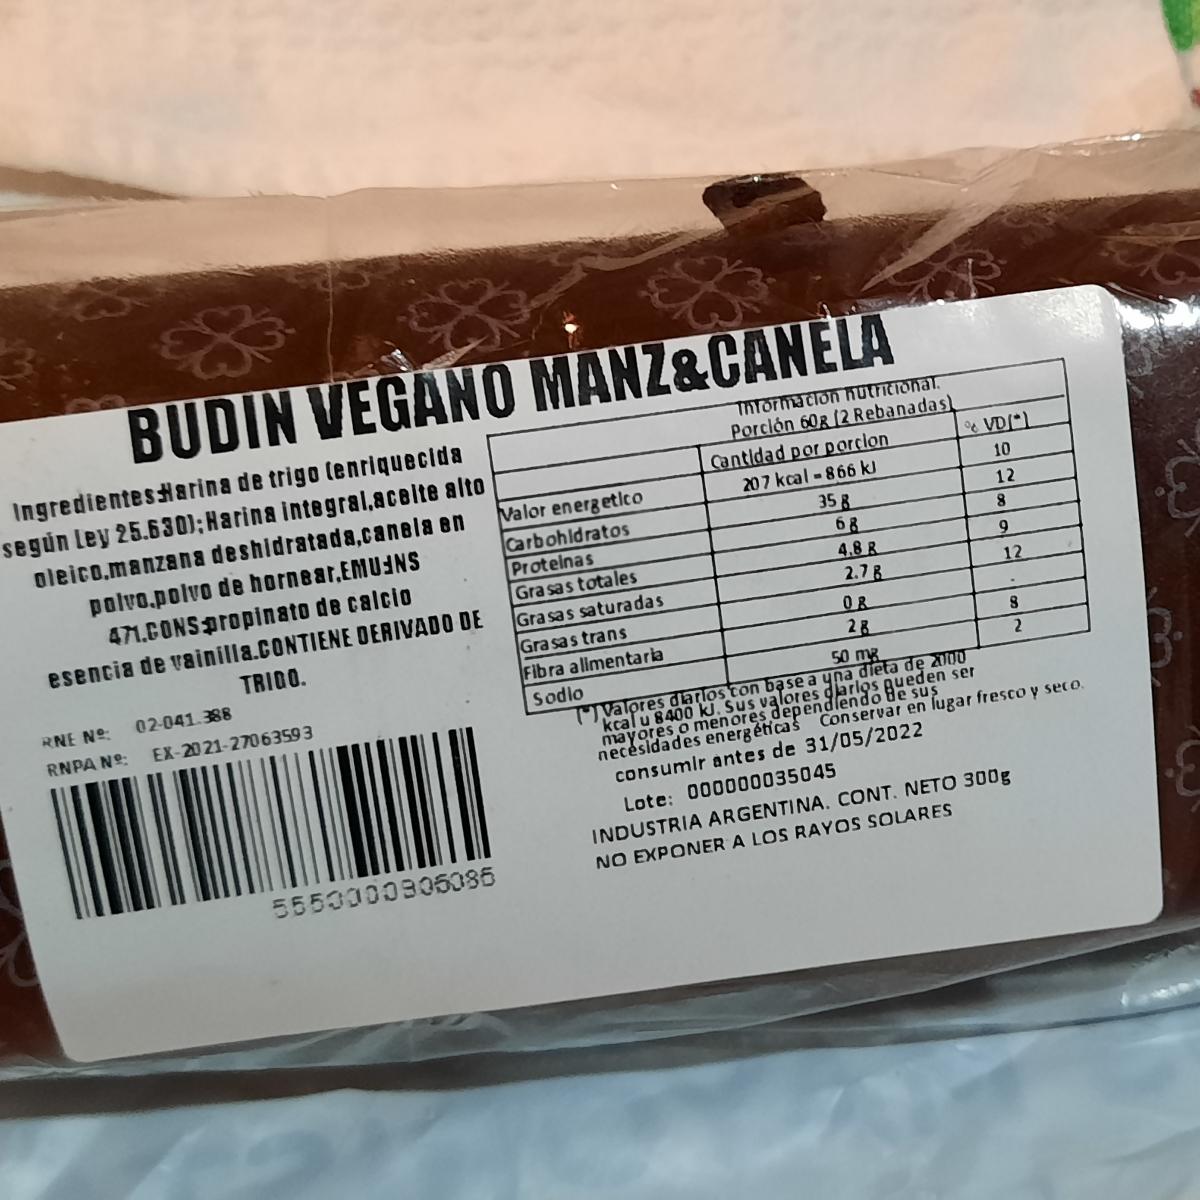 BUDIN VEGANO MANZ&CANELA
Ingredientes:Harina de trigo (enriquecida
según Ley 25.630);Harina integral,aceite alto
oleico,manzana deshidratada,canela en
polvo,polvo de hornear,EMU:INS
471.CONS:propinato de calcio
esencia de vainilla.CONTIENE DERIVADO DE
TRIGO.
RNE Nº: 02-041.388
RNPA Nº: EX-2021-27063593
Información nutricional.
Porción 60g (2 Rebanadas)
Cantidad por porcion % VD(*)
Valor energetico 207 kcal = 866 kJ 10
Carbohidratos 35 g 12
Proteinas 6 g 8
Grasas totales 4.8 g 9
Grasas saturadas 2.7 g 12
Grasas trans 0 g -
Fibra alimentaria 2 g 8
Sodio 50 mg 2
(*) Valores diarios con base a una dieta de 2000
kcal u 8400 kJ. Sus valores diarios pueden ser
mayores o menores dependiendo de sus
necesidades energéticas Conservar en lugar fresco y seco.
consumir antes de 31/05/2022
Lote: 000000035045
INDUSTRIA ARGENTINA. CONT. NETO 300g
NO EXPONER A LOS RAYOS SOLARES